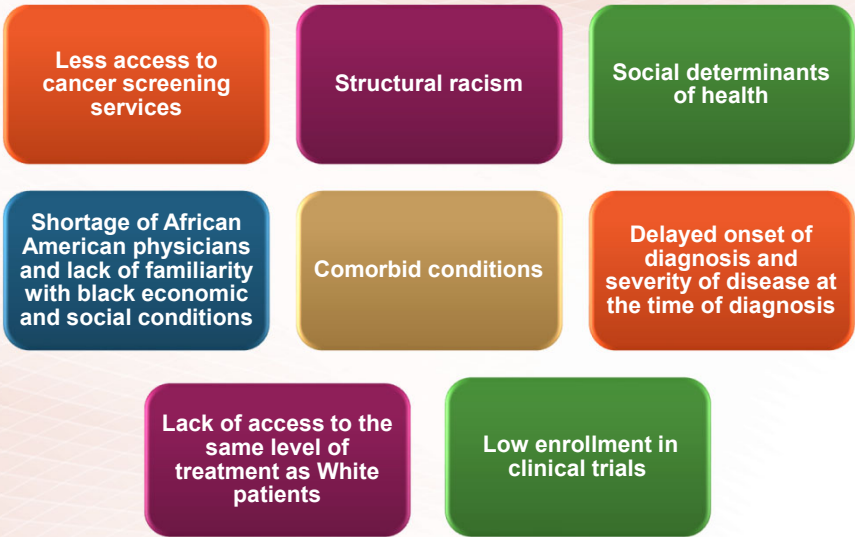 Less access to
cancer screening
services
Structural racism
Social determinants
of health
Shortage of African
American physicians
and lack of familiarity
with black economic
and social conditions
Comorbid conditions
Delayed onset of
diagnosis and
severity of disease at
the time of diagnosis
Lack of access to the
same level of
treatment as White
patients
Low enrollment in
clinical trials